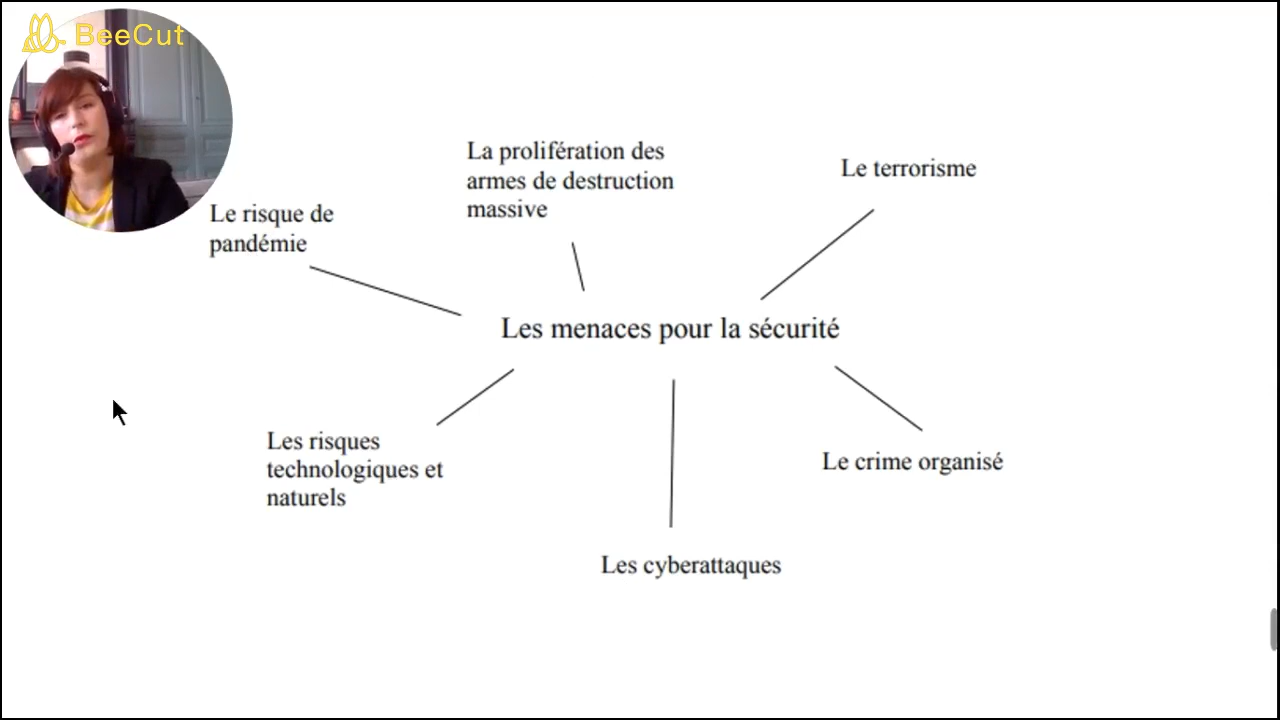 BeeCut
La prolifération des
armes de destruction
massive
Le terrorisme
Le risque de
pandémie
Les menaces pour la sécurité
Les risques
technologiques et
naturels
Le crime organisé
Les cyberattaques